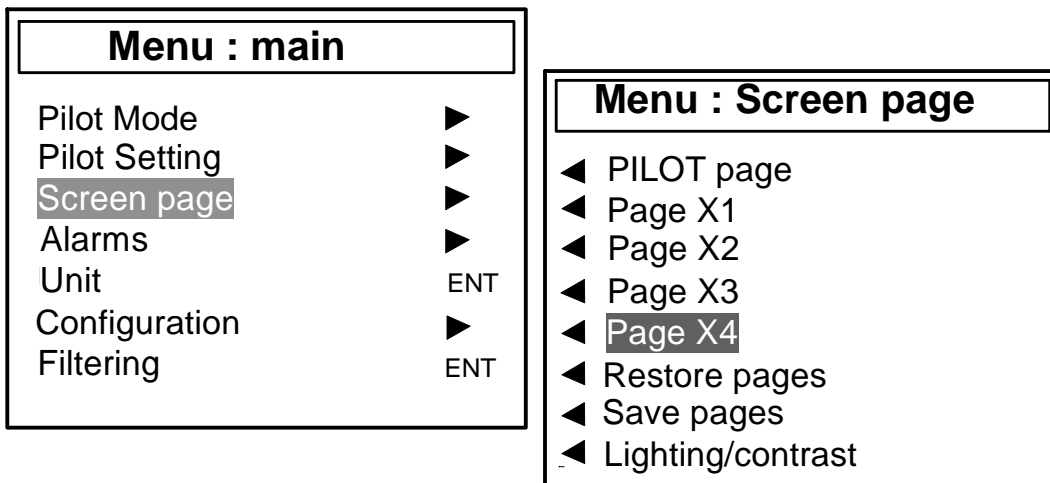 Menu : main
Pilot Mode ▶
Pilot Setting ▶
Screen page ▶
Alarms ▶
Unit ENT
Configuration ▶
Filtering ENT
Menu : Screen page
◀ PILOT page
◀ Page X1
◀ Page X2
◀ Page X3
◀ Page X4
◀ Restore pages
◀ Save pages
◀ Lighting/contrast